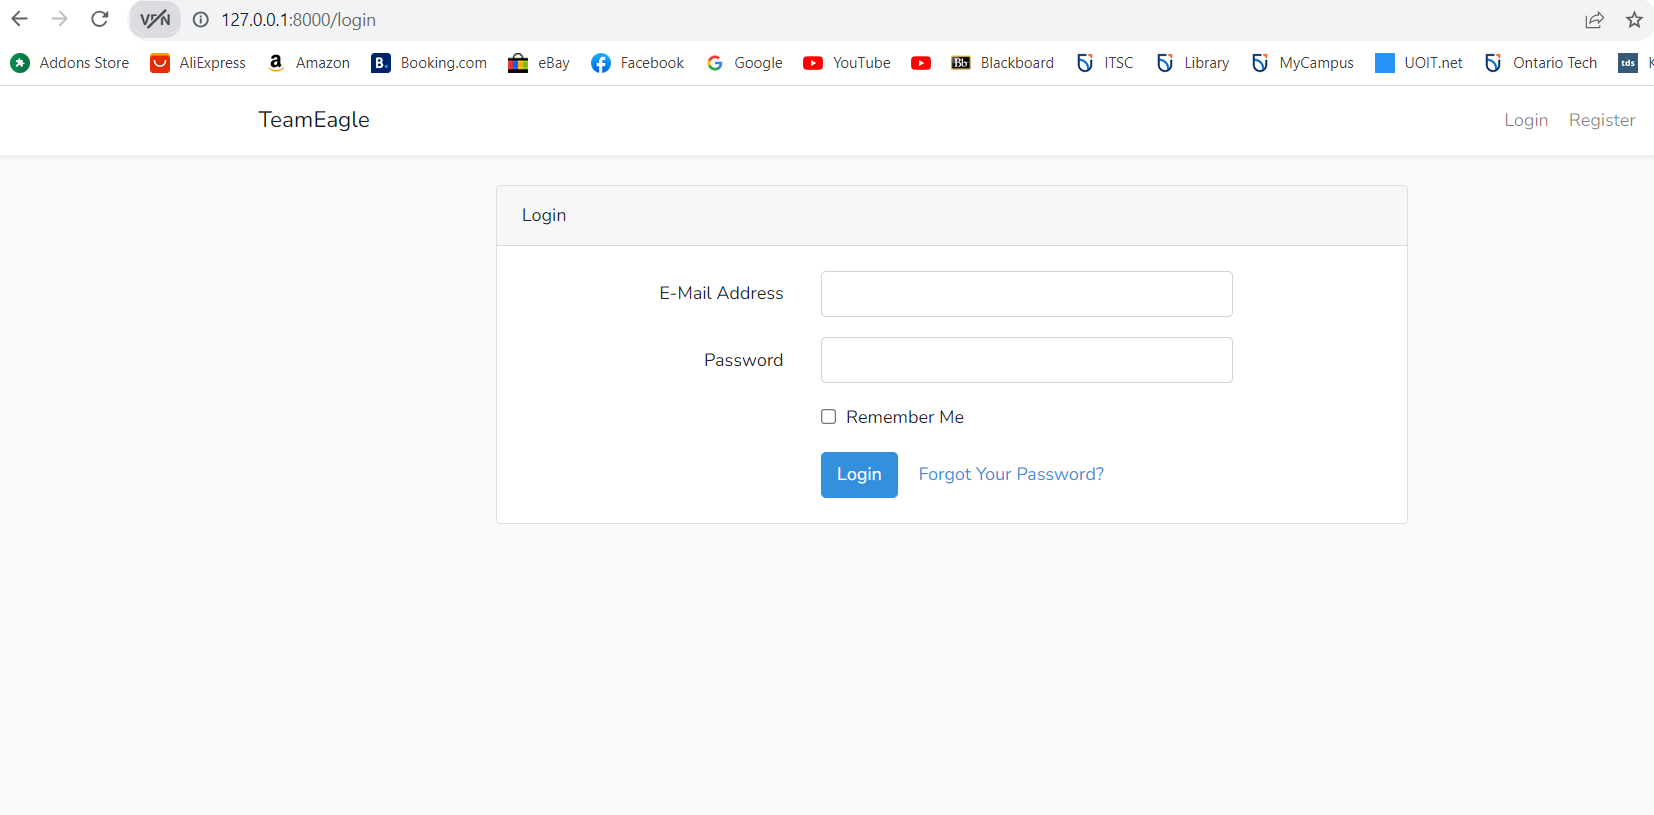 VPN 127.0.0.1:8000/login
Addons Store AliExpress Amazon B. Booking.com eBay Facebook Google YouTube Bb Blackboard ITSC Library MyCampus UOIT.net Ontario Tech tds K
TeamEagle Login Register
Login
E-Mail Address
Password
Remember Me
Login Forgot Your Password?